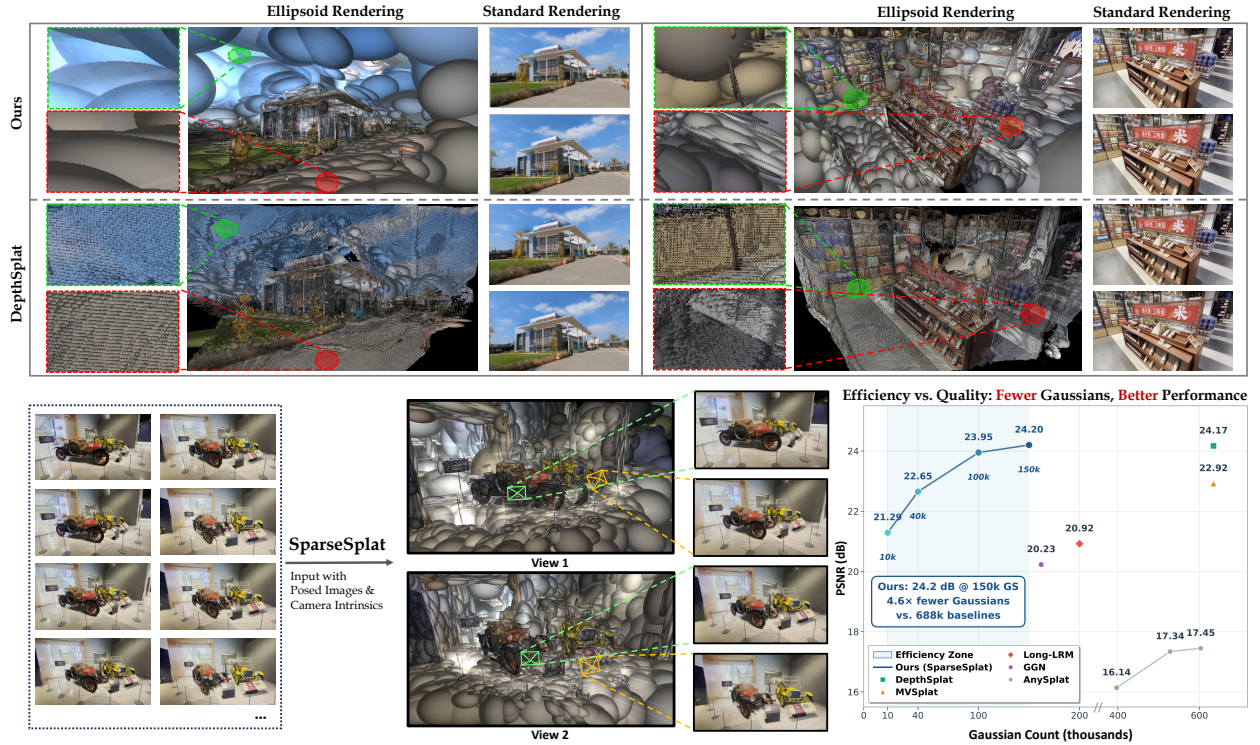 Ellipsoid Rendering
Standard Rendering
Ellipsoid Rendering
Standard Rendering
Ours
DepthSplat
米
米
米
米
SparseSplat
Input with
Posed Images &
Camera Intrinsics
...
View 1
View 2
Efficiency vs. Quality: Fewer Gaussians, Better Performance
PSNR (dB)
24
22
20
18
16
21.29
10k
22.65
40k
23.95
100k
24.20
150k
24.17
22.92
20.23
20.92
16.14
17.34
17.45
Ours: 24.2 dB @ 150k GS
4.6× fewer Gaussians
vs. 688k baselines
Efficiency Zone
Ours (SparseSplat)
DepthSplat
MVSplat
Long-LRM
GGN
AnySplat
0
10
40
100
200
//
400
600
Gaussian Count (thousands)